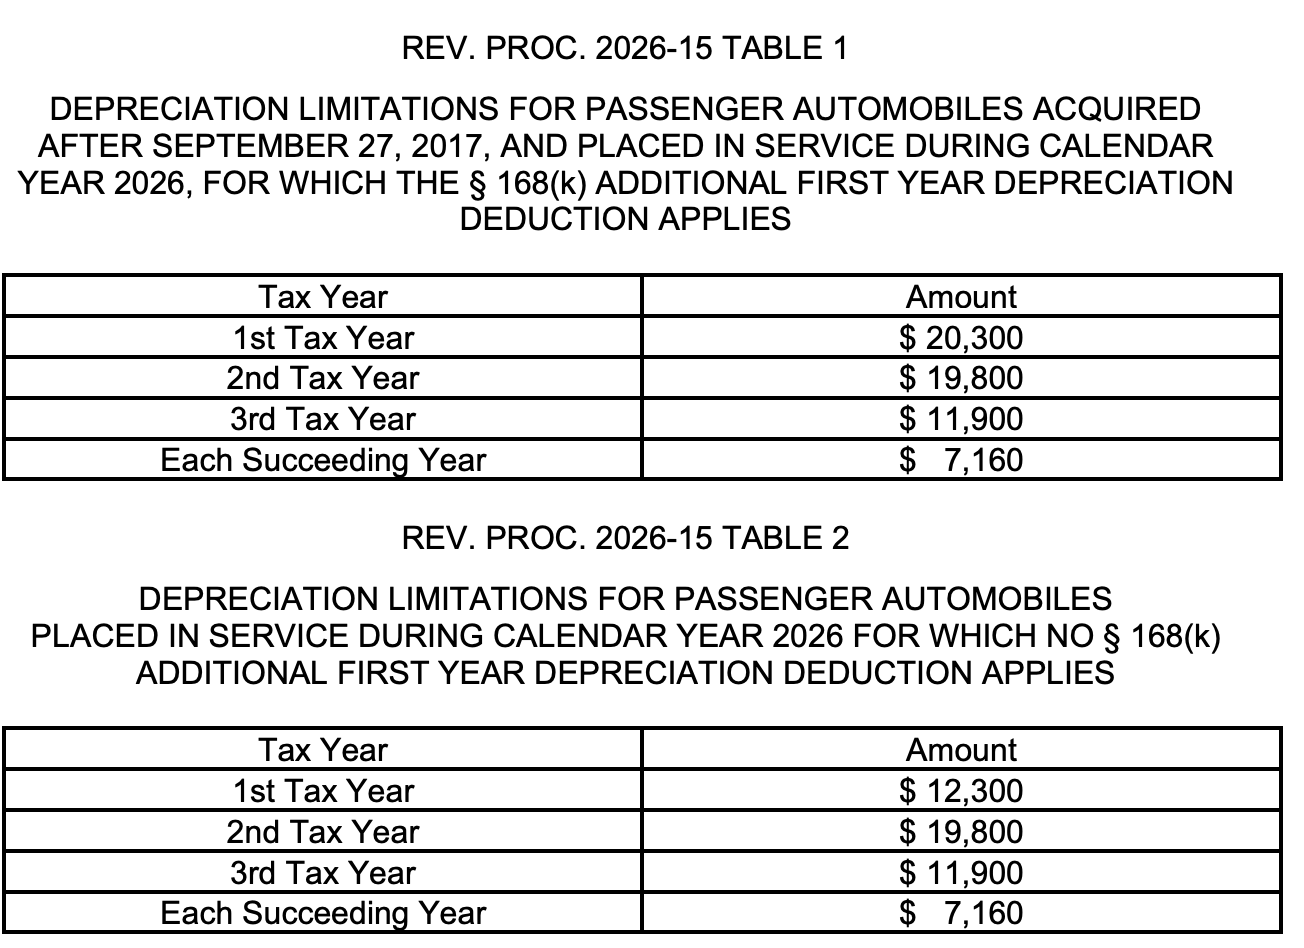 REV. PROC. 2026-15 TABLE 1
DEPRECIATION LIMITATIONS FOR PASSENGER AUTOMOBILES ACQUIRED
AFTER SEPTEMBER 27, 2017, AND PLACED IN SERVICE DURING CALENDAR
YEAR 2026, FOR WHICH THE § 168(k) ADDITIONAL FIRST YEAR DEPRECIATION
DEDUCTION APPLIES
Tax Year Amount
1st Tax Year $ 20,300
2nd Tax Year $ 19,800
3rd Tax Year $ 11,900
Each Succeeding Year $ 7,160
REV. PROC. 2026-15 TABLE 2
DEPRECIATION LIMITATIONS FOR PASSENGER AUTOMOBILES
PLACED IN SERVICE DURING CALENDAR YEAR 2026 FOR WHICH NO § 168(k)
ADDITIONAL FIRST YEAR DEPRECIATION DEDUCTION APPLIES
Tax Year Amount
1st Tax Year $ 12,300
2nd Tax Year $ 19,800
3rd Tax Year $ 11,900
Each Succeeding Year $ 7,160